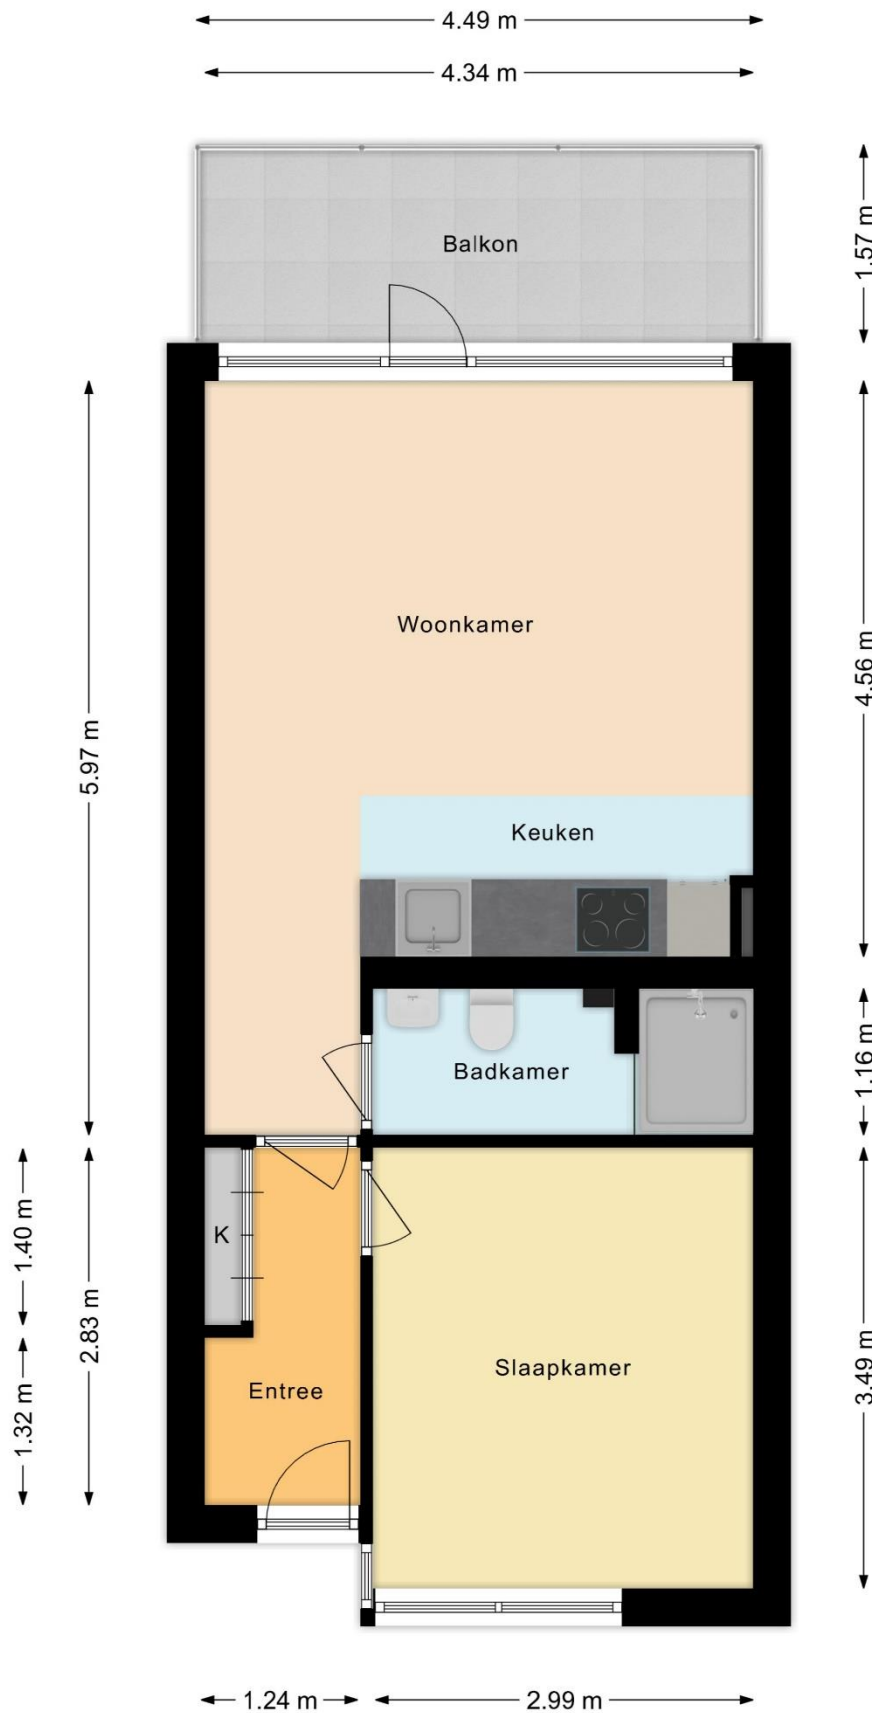 4.49 m
4.34 m
Balkon
1.57 m
Woonkamer
4.56 m
5.97 m
Keuken
Badkamer
1.16 m
K
1.40 m
2.83 m
Slaapkamer
3.49 m
Entree
1.32 m
1.24 m
2.99 m